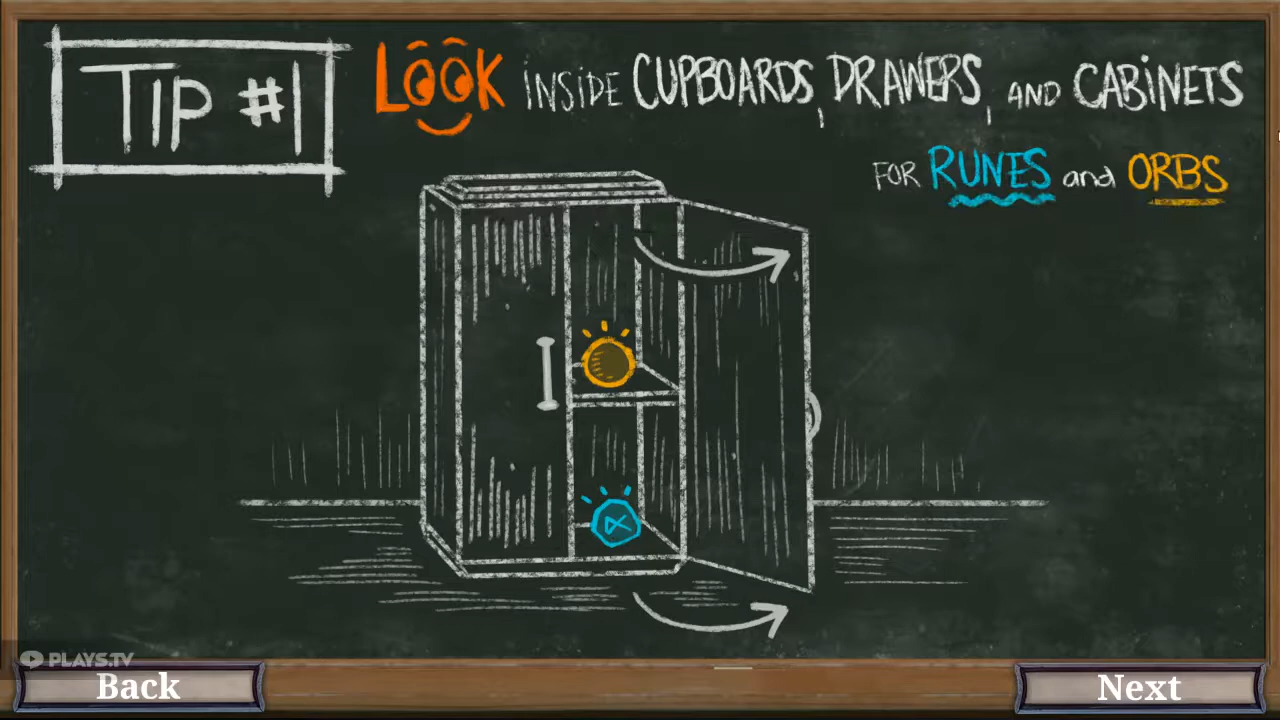 TIP #1
LOOK INSIDE CUPBOARDS, DRAWERS, AND CABINETS
FOR RUNES and ORBS
PLAYS.TV
Back
Next